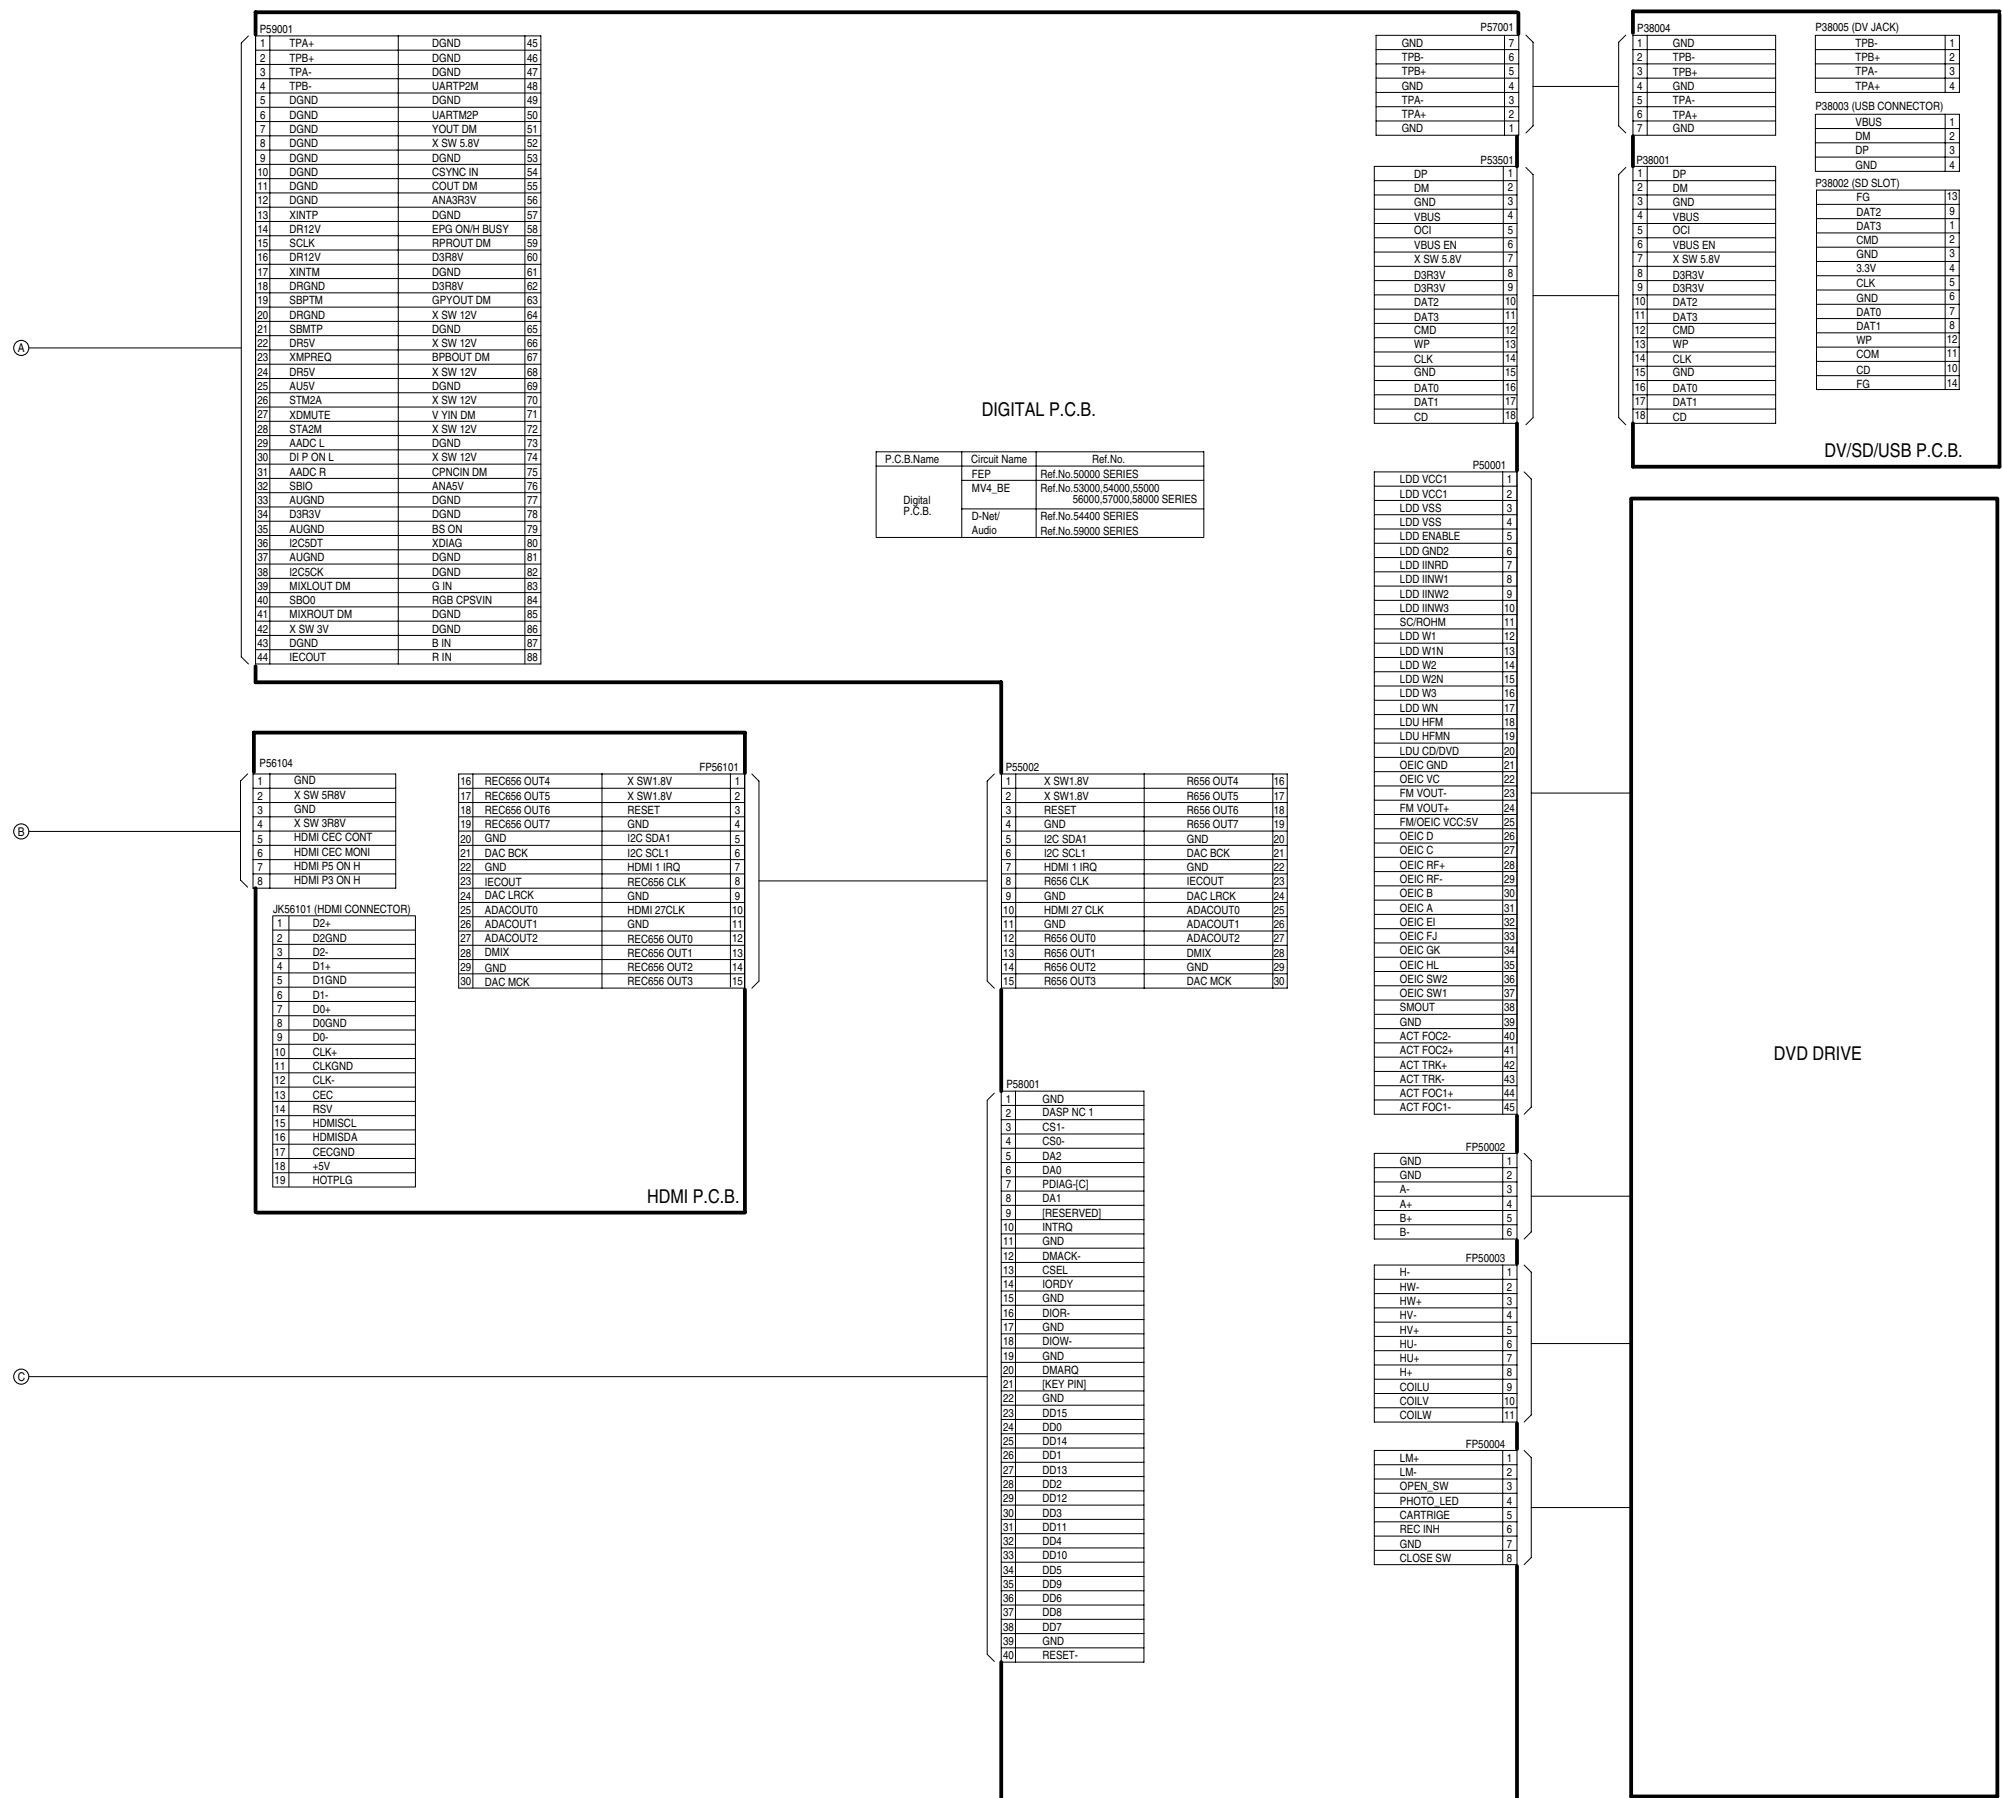 P59001
1 TPA+ DGND 45
2 TPB+ DGND 46
3 TPA- DGND 47
4 TPB- UARTP2M 48
5 DGND DGND 49
6 DGND UARTM2P 50
7 DGND YOUT DM 51
8 DGND X SW 5.8V 52
9 DGND DGND 53
10 DGND CSYNC IN 54
11 DGND COUT DM 55
12 DGND ANA3R3V 56
13 XINTP DGND 57
14 DR12V EPG ON/H BUSY 58
15 SCLK RPROUT DM 59
16 DR12V D3R8V 60
17 XINTM DGND 61
18 DRGND D3R8V 62
19 SBPTM GPYOUT DM 63
20 DRGND X SW 12V 64
21 SBMTP DGND 65
22 DR5V X SW 12V 66
23 XMPREQ BPBOUT DM 67
24 DR5V X SW 12V 68
25 AU5V DGND 69
26 STM2A X SW 12V 70
27 XDMUTE V YIN DM 71
28 STA2M X SW 12V 72
29 AADC L DGND 73
30 DI P ON L X SW 12V 74
31 AADC R CPNCIN DM 75
32 SBIO ANA5V 76
33 AUGND DGND 77
34 D3R3V DGND 78
35 AUGND BS ON 79
36 I2C5DT XDIAG 80
37 AUGND DGND 81
38 I2C5CK DGND 82
39 MIXLOUT DM G IN 83
40 SBO0 RGB CPSVIN 84
41 MIXROUT DM DGND 85
42 X SW 3V DGND 86
43 DGND B IN 87
44 IECOUT R IN 88
A
DIGITAL P.C.B.
P.C.B.Name Circuit Name Ref.No.
Digital P.C.B.
FEP Ref.No.50000 SERIES
MV4_BE Ref.No.53000,54000,55000
56000,57000,58000 SERIES
D-Net/ Ref.No.54400 SERIES
Audio Ref.No.59000 SERIES
P57001
GND 7
TPB- 6
TPB+ 5
GND 4
TPA- 3
TPA+ 2
GND 1
P53501
DP 1
DM 2
GND 3
VBUS 4
OCI 5
VBUS EN 6
X SW 5.8V 7
D3R3V 8
D3R3V 9
DAT2 10
DAT3 11
CMD 12
WP 13
CLK 14
GND 15
DAT0 16
DAT1 17
CD 18
P38004
1 GND
2 TPB-
3 TPB+
4 GND
5 TPA-
6 TPA+
7 GND
P38001
1 DP
2 DM
3 GND
4 VBUS
5 OCI
6 VBUS EN
7 X SW 5.8V
8 D3R3V
9 D3R3V
10 DAT2
11 DAT3
12 CMD
13 WP
14 CLK
15 GND
16 DAT0
17 DAT1
18 CD
P38005 (DV JACK)
TPB- 1
TPB+ 2
TPA- 3
TPA+ 4
P38003 (USB CONNECTOR)
VBUS 1
DM 2
DP 3
GND 4
P38002 (SD SLOT)
FG 13
DAT2 9
DAT3 1
CMD 2
GND 3
3.3V 4
CLK 5
GND 6
DAT0 7
DAT1 8
WP 12
COM 11
CD 10
FG 14
DV/SD/USB P.C.B.
P50001
LDD VCC1 1
LDD VCC1 2
LDD VSS 3
LDD VSS 4
LDD ENABLE 5
LDD GND2 6
LDD IINRD 7
LDD IINW1 8
LDD IINW2 9
LDD IINW3 10
SC/ROHM 11
LDD W1 12
LDD W1N 13
LDD W2 14
LDD W2N 15
LDD W3 16
LDD WN 17
LDU HFM 18
LDU HFMN 19
LDU CD/DVD 20
OEIC GND 21
OEIC VC 22
FM VOUT- 23
FM VOUT+ 24
FM/OEIC VCC:5V 25
OEIC D 26
OEIC C 27
OEIC RF+ 28
OEIC RF- 29
OEIC B 30
OEIC A 31
OEIC EI 32
OEIC FJ 33
OEIC GK 34
OEIC HL 35
OEIC SW2 36
OEIC SW1 37
SMOUT 38
GND 39
ACT FOC2- 40
ACT FOC2+ 41
ACT TRK+ 42
ACT TRK- 43
ACT FOC1+ 44
ACT FOC1- 45
DVD DRIVE
B
P56104
1 GND
2 X SW 5R8V
3 GND
4 X SW 3R8V
5 HDMI CEC CONT
6 HDMI CEC MONI
7 HDMI P5 ON H
8 HDMI P3 ON H
FP56101
16 REC656 OUT4 X SW1.8V 1
17 REC656 OUT5 X SW1.8V 2
18 REC656 OUT6 RESET 3
19 REC656 OUT7 GND 4
20 GND I2C SDA1 5
21 DAC BCK I2C SCL1 6
22 GND HDMI 1 IRQ 7
23 IECOUT REC656 CLK 8
24 DAC LRCK GND 9
25 ADACOUT0 HDMI 27CLK 10
26 ADACOUT1 GND 11
27 ADACOUT2 REC656 OUT0 12
28 DMIX REC656 OUT1 13
29 GND REC656 OUT2 14
30 DAC MCK REC656 OUT3 15
JK56101 (HDMI CONNECTOR)
1 D2+
2 D2GND
3 D2-
4 D1+
5 D1GND
6 D1-
7 D0+
8 D0GND
9 D0-
10 CLK+
11 CLKGND
12 CLK-
13 CEC
14 RSV
15 HDMISCL
16 HDMISDA
17 CECGND
18 +5V
19 HOTPLG
HDMI P.C.B.
P55002
1 X SW1.8V R656 OUT4 16
2 X SW1.8V R656 OUT5 17
3 RESET R656 OUT6 18
4 GND R656 OUT7 19
5 I2C SDA1 GND 20
6 I2C SCL1 DAC BCK 21
7 HDMI 1 IRQ GND 22
8 R656 CLK IECOUT 23
9 GND DAC LRCK 24
10 HDMI 27 CLK ADACOUT0 25
11 GND ADACOUT1 26
12 R656 OUT0 ADACOUT2 27
13 R656 OUT1 DMIX 28
14 R656 OUT2 GND 29
15 R656 OUT3 DAC MCK 30
C
P58001
1 GND
2 DASP NC 1
3 CS1-
4 CS0-
5 DA2
6 DA0
7 PDIAG-[C]
8 DA1
9 [RESERVED]
10 INTRQ
11 GND
12 DMACK-
13 CSEL
14 IORDY
15 GND
16 DIOR-
17 GND
18 DIOW-
19 GND
20 DMARQ
21 [KEY PIN]
22 GND
23 DD15
24 DD0
25 DD14
26 DD1
27 DD13
28 DD2
29 DD12
30 DD3
31 DD11
32 DD4
33 DD10
34 DD5
35 DD9
36 DD6
37 DD8
38 DD7
39 GND
40 RESET-
FP50002
GND 1
GND 2
A- 3
A+ 4
B+ 5
B- 6
FP50003
H- 1
HW- 2
HW+ 3
HV- 4
HV+ 5
HU- 6
HU+ 7
H+ 8
COILU 9
COILV 10
COILW 11
FP50004
LM+ 1
LM- 2
OPEN_SW 3
PHOTO_LED 4
CARTRIGE 5
REC INH 6
GND 7
CLOSE SW 8